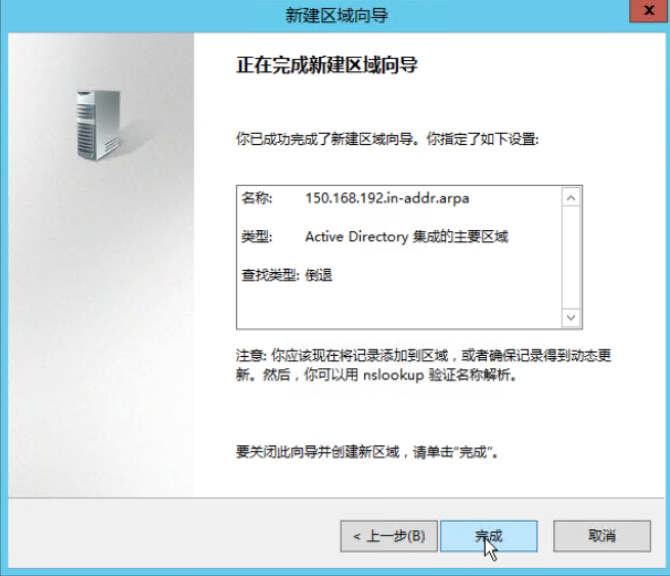 新建区域向导
x
正在完成新建区域向导
你已成功完成了新建区域向导。你指定了如下设置:
名称: 150.168.192.in-addr.arpa
类型: Active Directory 集成的主要区域
查找类型: 倒退
注意: 你应该现在将记录添加到区域，或者确保记录得到动态更
新。然后，你可以用 nslookup 验证名称解析。
要关闭此向导并创建新区域，请单击"完成"。
< 上一步(B) 完成 取消